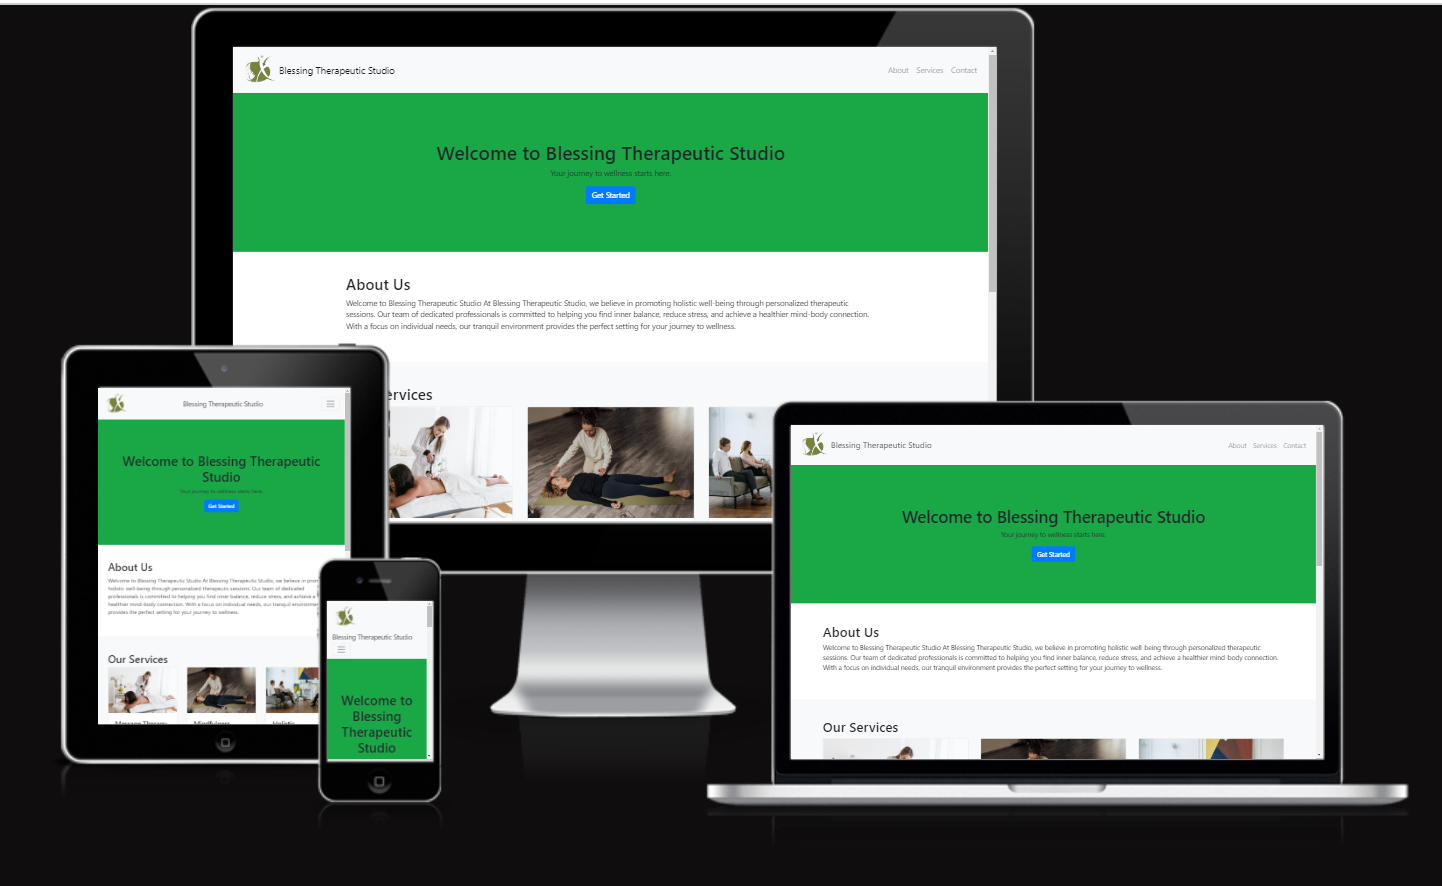 Blessing Therapeutic Studio
About Services Contact
Welcome to Blessing Therapeutic Studio
Your journey to wellness starts here.
Get Started
About Us
Welcome to Blessing Therapeutic Studio At Blessing Therapeutic Studio, we believe in promoting holistic well-being through personalized therapeutic
sessions. Our team of dedicated professionals is committed to helping you find inner balance, reduce stress, and achieve a healthier mind-body connection.
With a focus on individual needs, our tranquil environment provides the perfect setting for your journey to wellness.
ervices
Blessing Therapeutic Studio
Welcome to Blessing Therapeutic
Studio
Your journey to wellness starts here.
Get Started
About Us
Welcome to Blessing Therapeutic Studio At Blessing Therapeutic Studio, we believe in prom
holistic well-being through personalized therapeutic sessions. Our team of dedicated
professionals is committed to helping you find inner balance, reduce stress, and achieve a
healthier mind-body connection. With a focus on individual needs, our tranquil environmen
provides the perfect setting for your journey to wellness.
Our Services
Massage Therapy
Mindfulness
Holistic
Blessing Therapeutic Studio
Welcome to
Blessing
Therapeutic
Studio
Blessing Therapeutic Studio
About Services Contact
Welcome to Blessing Therapeutic Studio
Your journey to wellness starts here.
Get Started
About Us
Welcome to Blessing Therapeutic Studio At Blessing Therapeutic Studio, we believe in promoting holistic well-being through personalized therapeutic
sessions. Our team of dedicated professionals is committed to helping you find inner balance, reduce stress, and achieve a healthier mind-body connection.
With a focus on individual needs, our tranquil environment provides the perfect setting for your journey to wellness.
Our Services